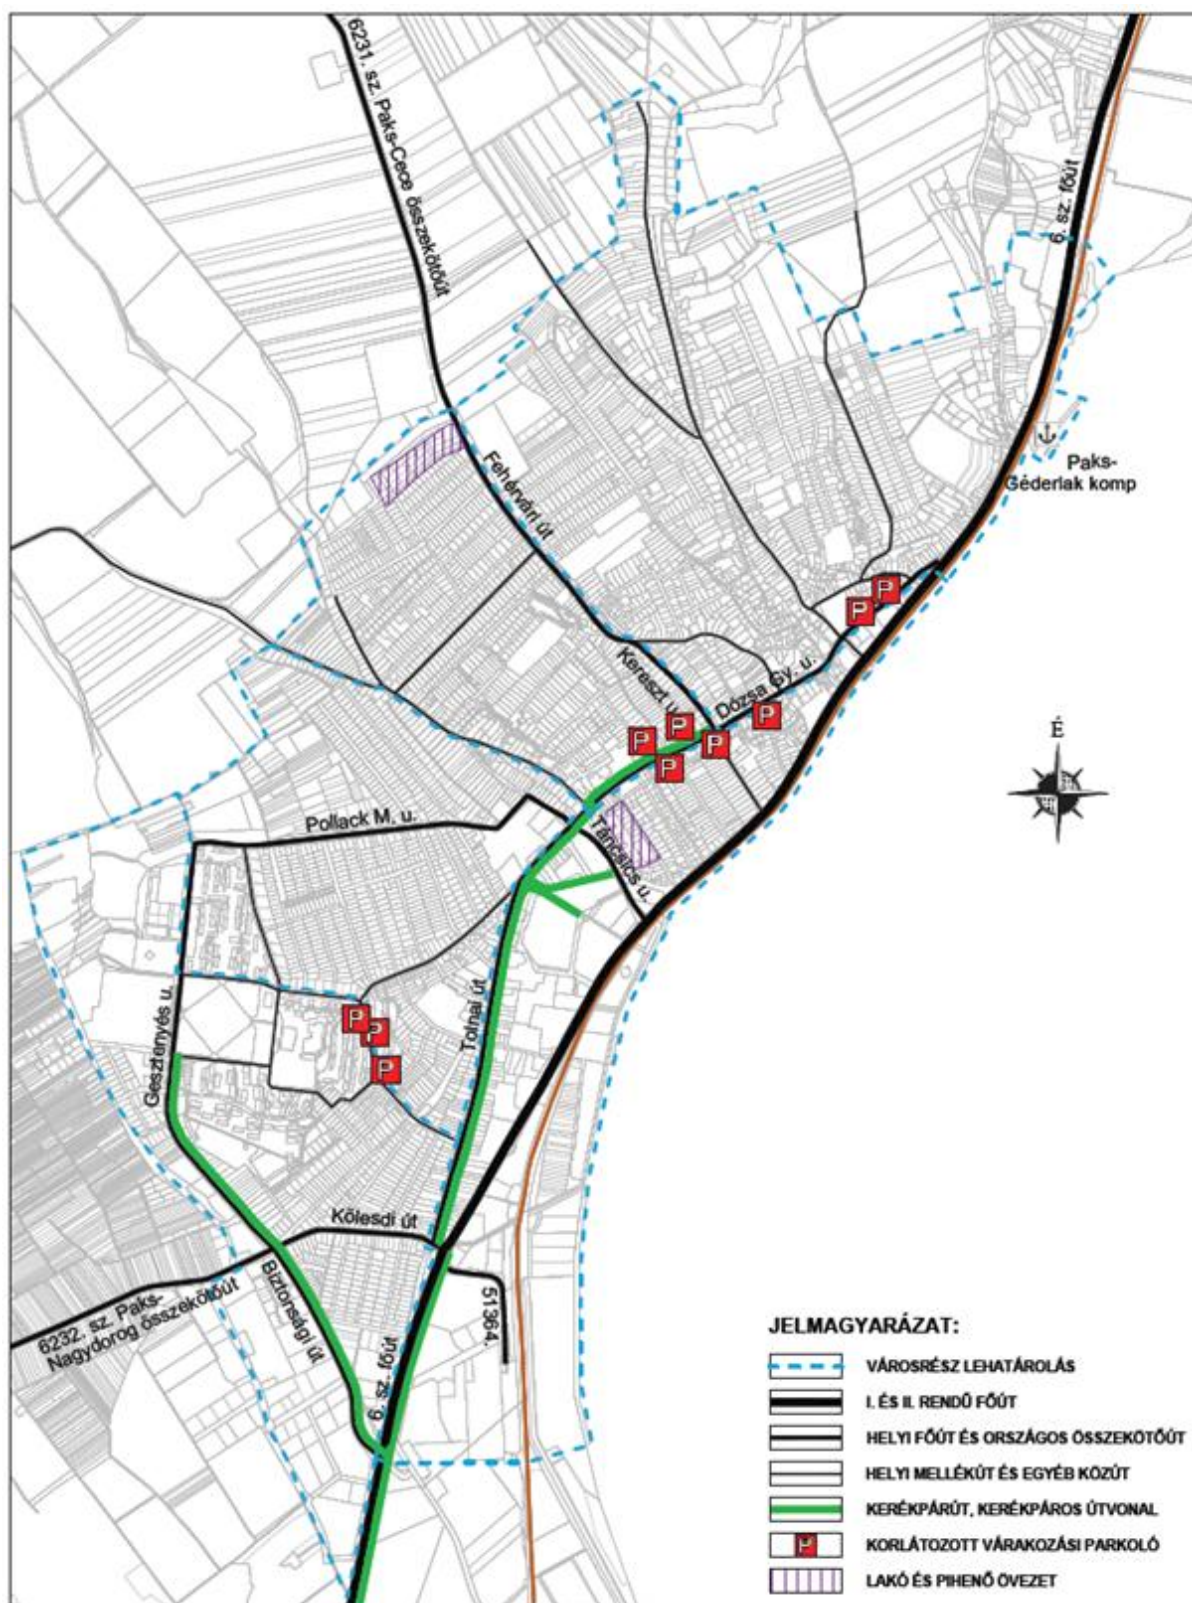 6231. sz. Paks-Cece összekötőút
6. sz. főút
Paks-
Géderlak komp
Fehérvári út
Kereszt u.
Dózsa Gy. u.
P
P
P
P
P
P
P
É
Pollack M. u.
Táncsics u.
Gesztenyés u.
Tolnai út
P
P
P
Kölesdi út
6232. sz. Paks-
Nagydorog összekötőút
Biztonsági út
6. sz. főút
51364.
JELMAGYARÁZAT:
VÁROSRÉSZ LEHATÁROLÁS
I. ÉS II. RENDŰ FŐÚT
HELYI FŐÚT ÉS ORSZÁGOS ÖSSZEKÖTŐÚT
HELYI MELLÉKÚT ÉS EGYÉB KÖZÚT
KERÉKPÁRÚT, KERÉKPÁROS ÚTVONAL
P KORLÁTOZOTT VÁRAKOZÁSI PARKOLÓ
LAKÓ ÉS PIHENŐ ÖVEZET